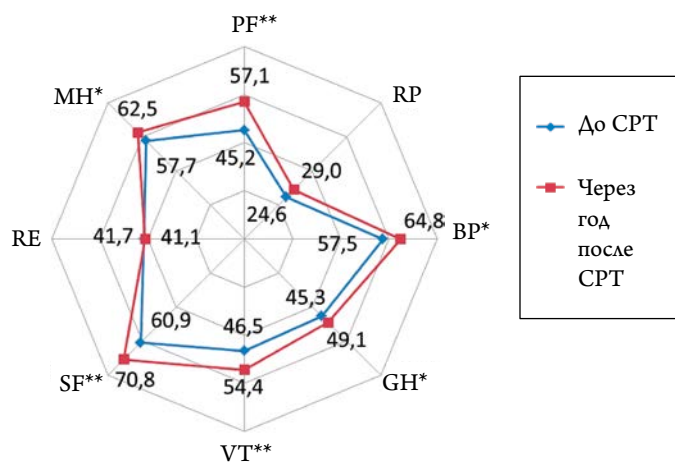 PF**
57,1
MH*
62,5
RP
До СРТ
45,2
29,0
57,7
Через
год
после
СРТ
24,6
64,8
BP*
RE
41,7
41,1
57,5
45,3
60,9
46,5
49,1
SF**
70,8
54,4
GH*
VT**